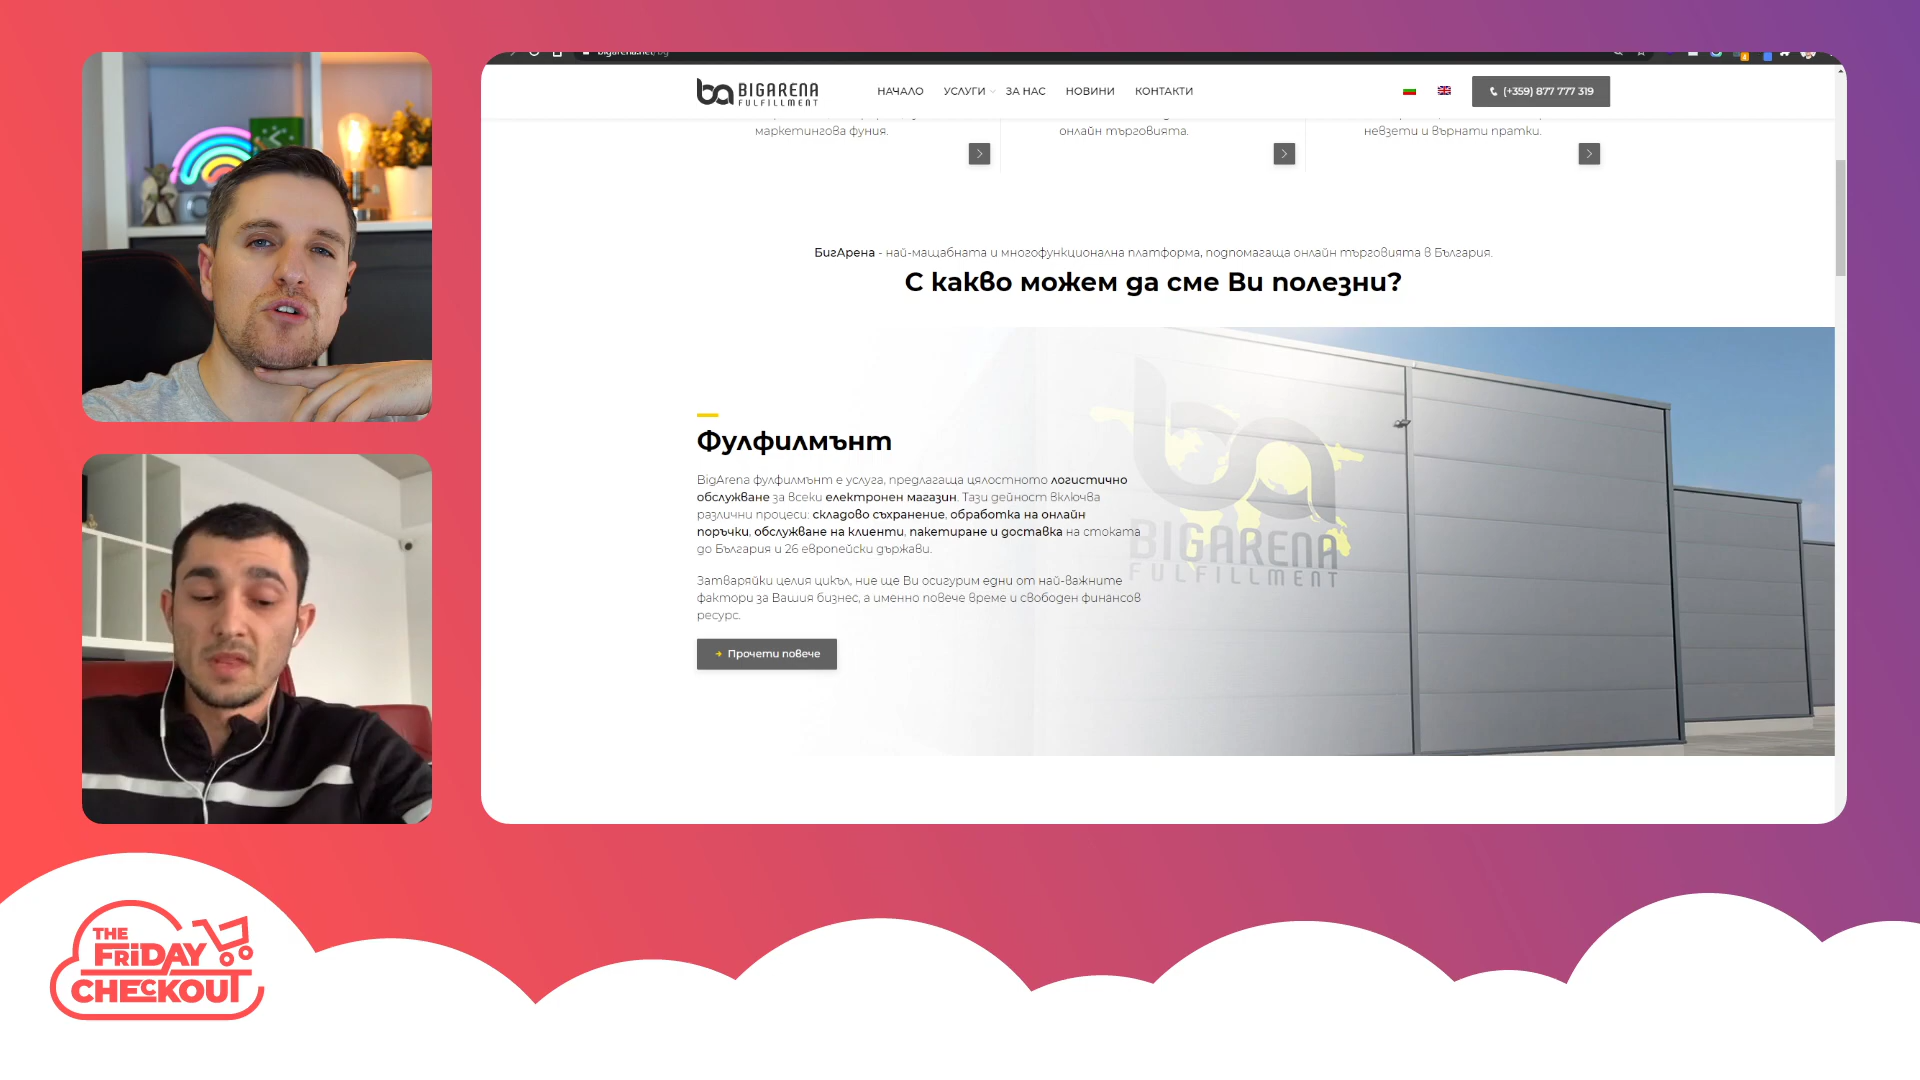 BIGARENA
FULFILLMENT
НАЧАЛО УСЛУГИ ЗА НАС НОВИНИ КОНТАКТИ
(+359) 877 777 319
маркетингова фуния.
онлайн търговията.
невзети и върнати пратки.
БигАрена - най-мащабната и многофункционална платформа, подпомагаща онлайн търговията в България.
С какво можем да сме Ви полезни?
Фулфилмънт
BigArena фулфилмънт е услуга, предлагаща цялостното логистично
обслужване за всеки електронен магазин. Тази дейност включва
различни процеси: складово съхранение, обработка на онлайн
поръчки, обслужване на клиенти, пакетиране и доставка на стоката
до България и 26 европейски държави.
Затваряйки целия цикъл, ние ще Ви осигурим едни от най-важните
фактори за Вашия бизнес, а именно повече време и свободен финансов
ресурс.
Прочети повече
BIGARENA
FULFILLMENT
THE
FRIDAY
CHECKOUT